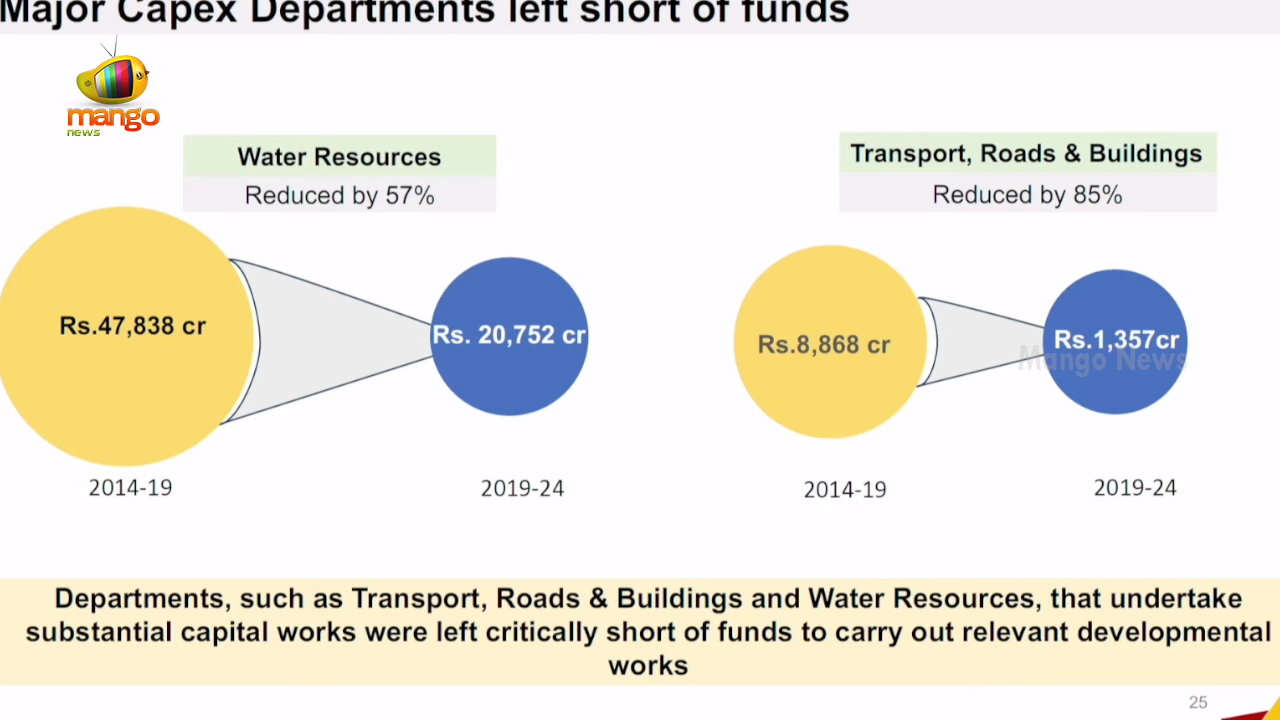 Major Capex Departments left short of funds
mango
news
Water Resources
Reduced by 57%
Transport, Roads & Buildings
Reduced by 85%
Rs.47,838 cr
Rs. 20,752 cr
Rs.8,868 cr
Rs.1,357cr
Mango News
2014-19
2019-24
2014-19
2019-24
Departments, such as Transport, Roads & Buildings and Water Resources, that undertake
substantial capital works were left critically short of funds to carry out relevant developmental
works
25